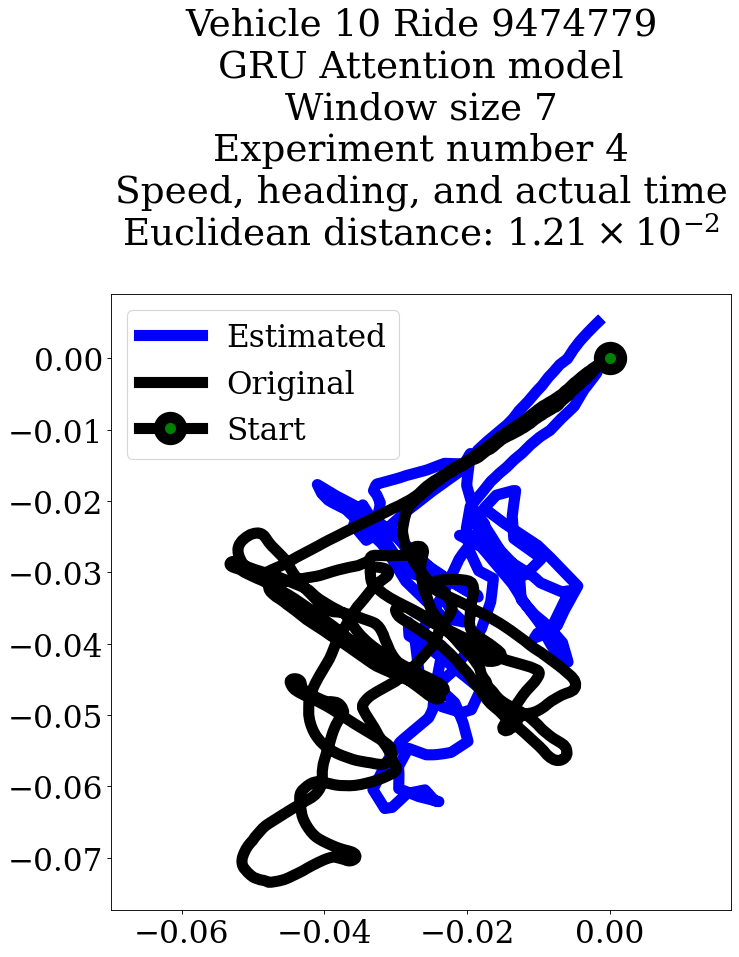 Vehicle 10 Ride 9474779
GRU Attention model
Window size 7
Experiment number 4
Speed, heading, and actual time
Euclidean distance: 1.21 × 10⁻²
Estimated
Original
Start
0.00
−0.01
−0.02
−0.03
−0.04
−0.05
−0.06
−0.07
−0.06
−0.04
−0.02
0.00